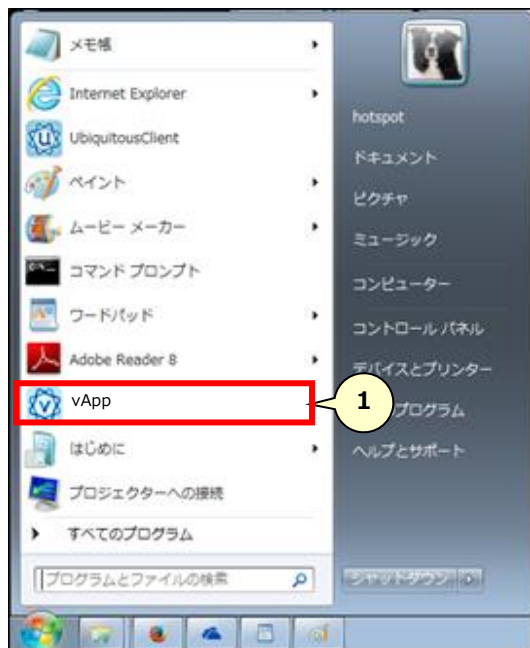 メモ帳
Internet Explorer
UbiquitousClient
ペイント
ムービー メーカー
コマンド プロンプト
ワードパッド
Adobe Reader 8
vApp
はじめに
プロジェクターへの接続
すべてのプログラム
プログラムとファイルの検索
hotspot
ドキュメント
ピクチャ
ミュージック
コンピューター
コントロール パネル
デバイスとプリンター
1
プログラム
ヘルプとサポート
シャットダウン